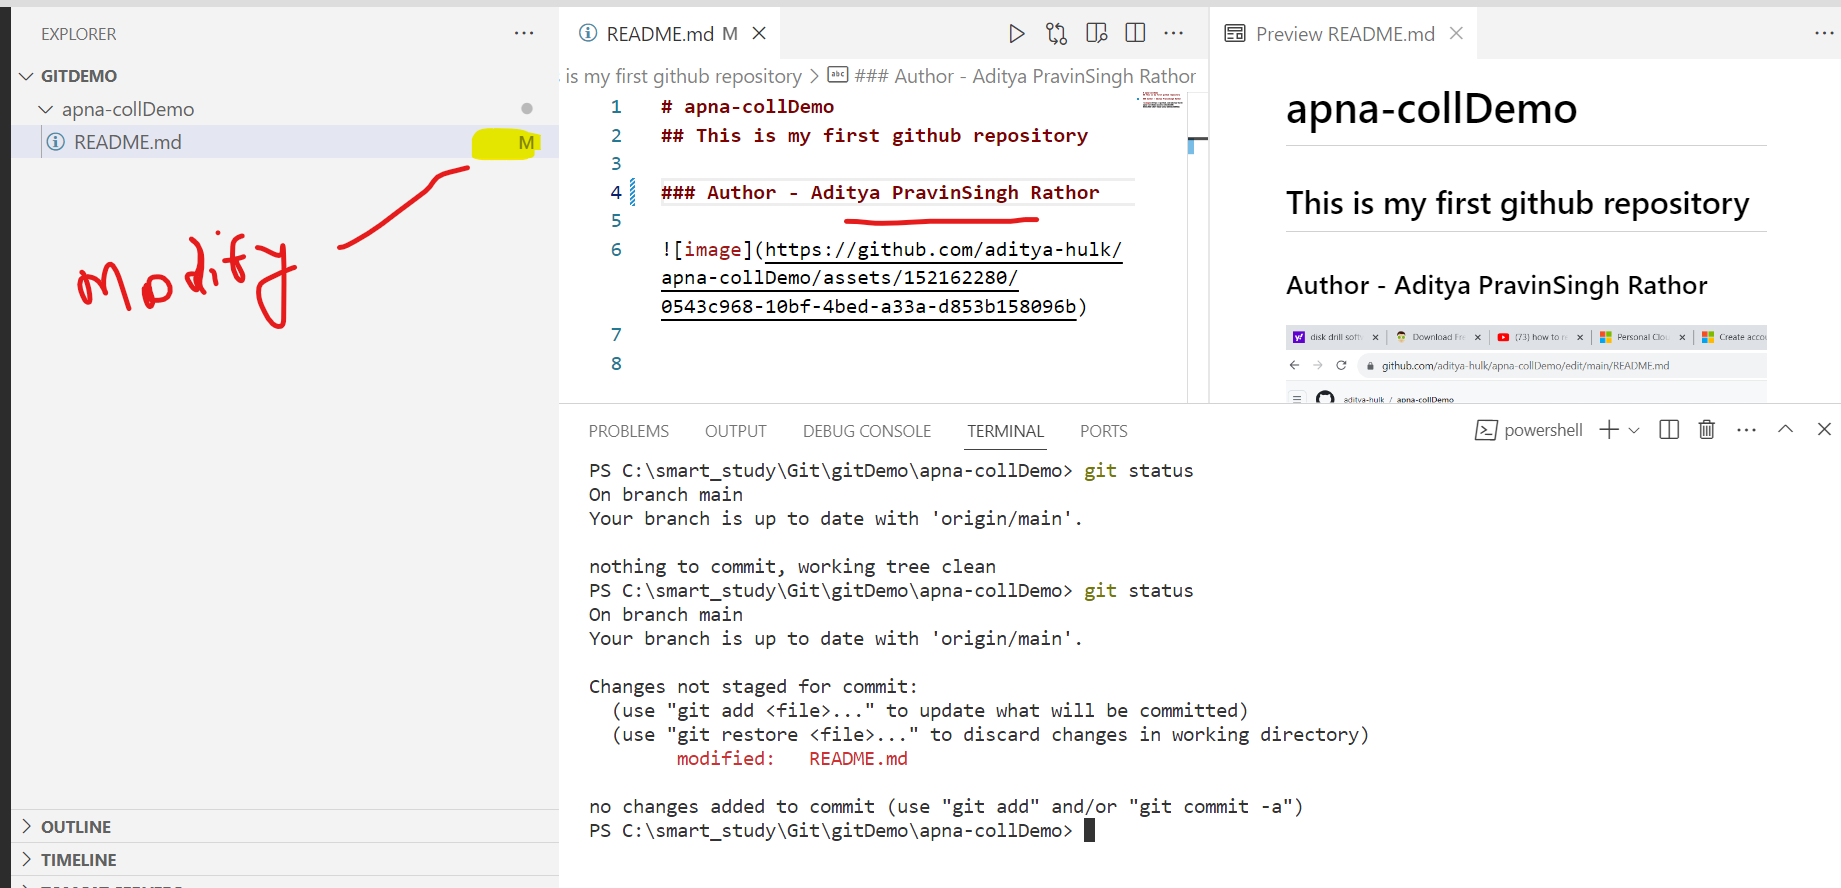 EXPLORER
GITDEMO
apna-collDemo
README.md M
Modify
OUTLINE
TIMELINE
README.md M
is my first github repository > ### Author - Aditya PravinSingh Rathor
1 # apna-collDemo
2 ## This is my first github repository
3
4 ### Author - Aditya PravinSingh Rathor
5
6 ![image](https://github.com/aditya-hulk/
apna-collDemo/assets/152162280/
0543c968-10bf-4bed-a33a-d853b158096b)
7
8
Preview README.md
apna-collDemo
This is my first github repository
Author - Aditya PravinSingh Rathor
disk drill soft Download Fr (73) how to r Personal Clo Create accou
github.com/aditya-hulk/apna-collDemo/edit/main/README.md
aditya-hulk / apna-collDemo
PROBLEMS OUTPUT DEBUG CONSOLE TERMINAL PORTS
powershell
PS C:\smart_study\Git\gitDemo\apna-collDemo> git status
On branch main
Your branch is up to date with 'origin/main'.
nothing to commit, working tree clean
PS C:\smart_study\Git\gitDemo\apna-collDemo> git status
On branch main
Your branch is up to date with 'origin/main'.
Changes not staged for commit:
(use "git add <file>..." to update what will be committed)
(use "git restore <file>..." to discard changes in working directory)
modified: README.md
no changes added to commit (use "git add" and/or "git commit -a")
PS C:\smart_study\Git\gitDemo\apna-collDemo>